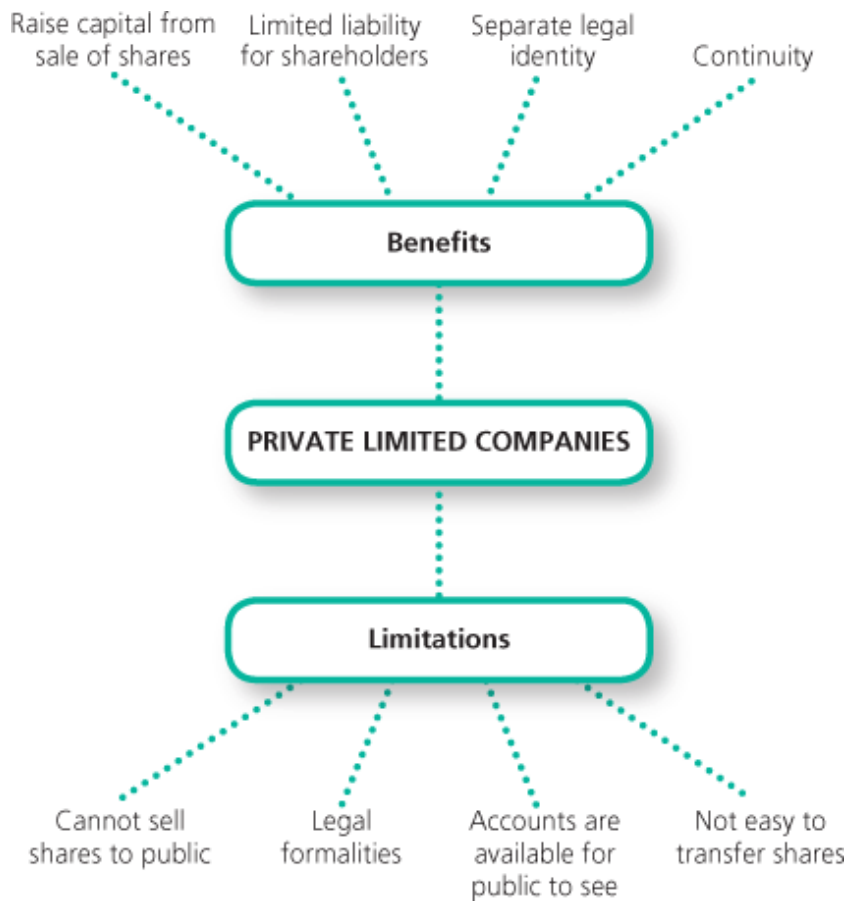 Raise capital from
sale of shares
Limited liability
for shareholders
Separate legal
identity
Continuity
Benefits
PRIVATE LIMITED COMPANIES
Limitations
Cannot sell
shares to public
Legal
formalities
Accounts are
available for
public to see
Not easy to
transfer shares